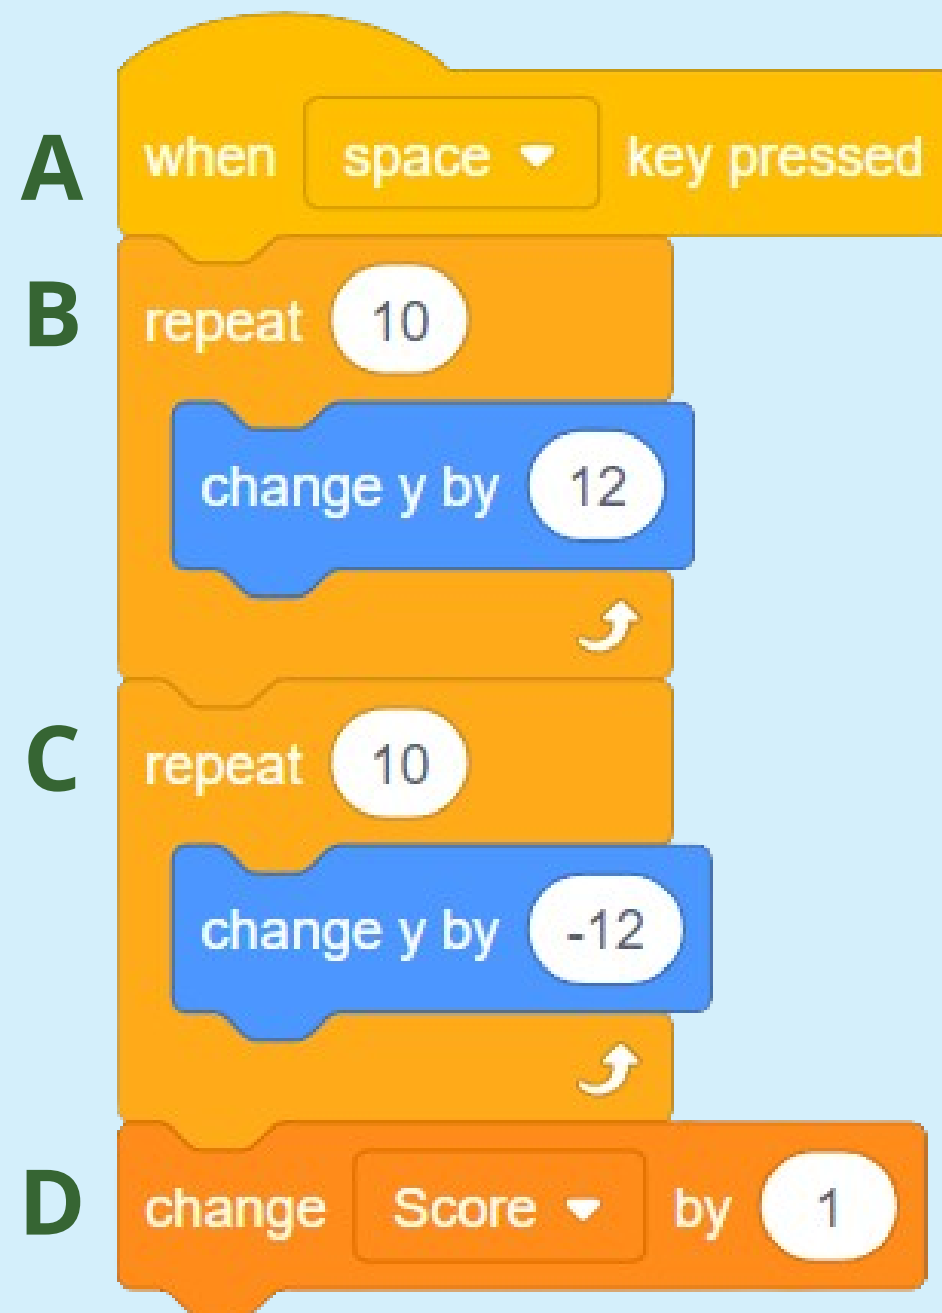 A when space key pressed
B repeat 10
change y by 12
C repeat 10
change y by -12
D change Score by 1